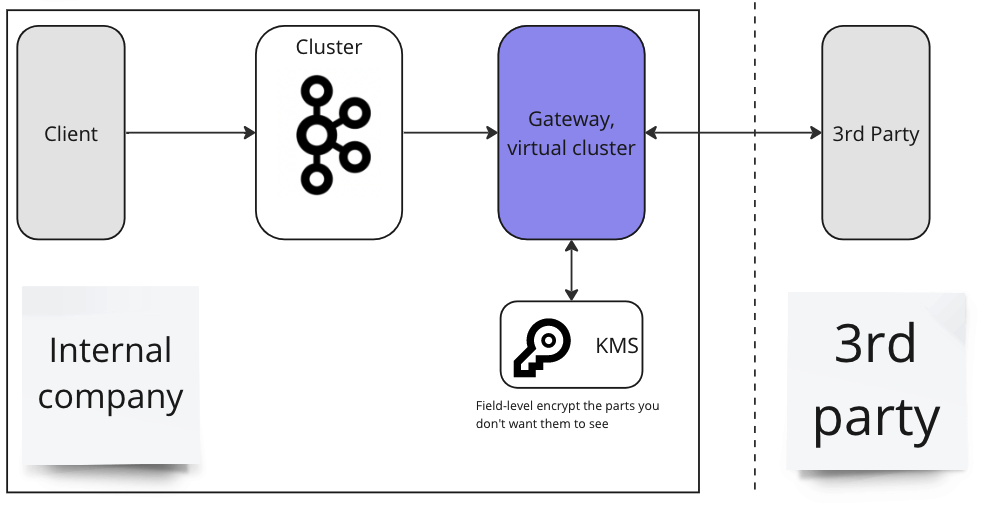 Cluster
Client
Gateway,
virtual cluster
3rd Party
KMS
Field-level encrypt the parts you
don't want them to see
Internal
company
3rd
party